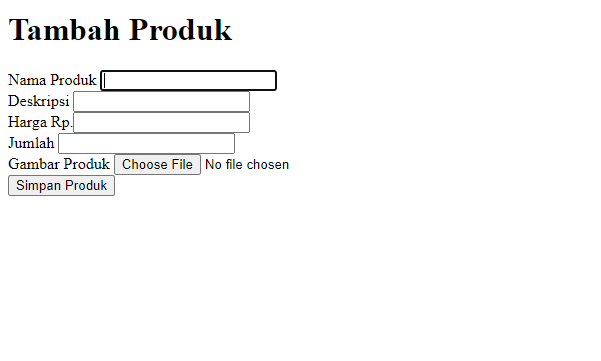 Tambah Produk
Nama Produk
Deskripsi
Harga Rp.
Jumlah
Gambar Produk Choose File No file chosen
Simpan Produk